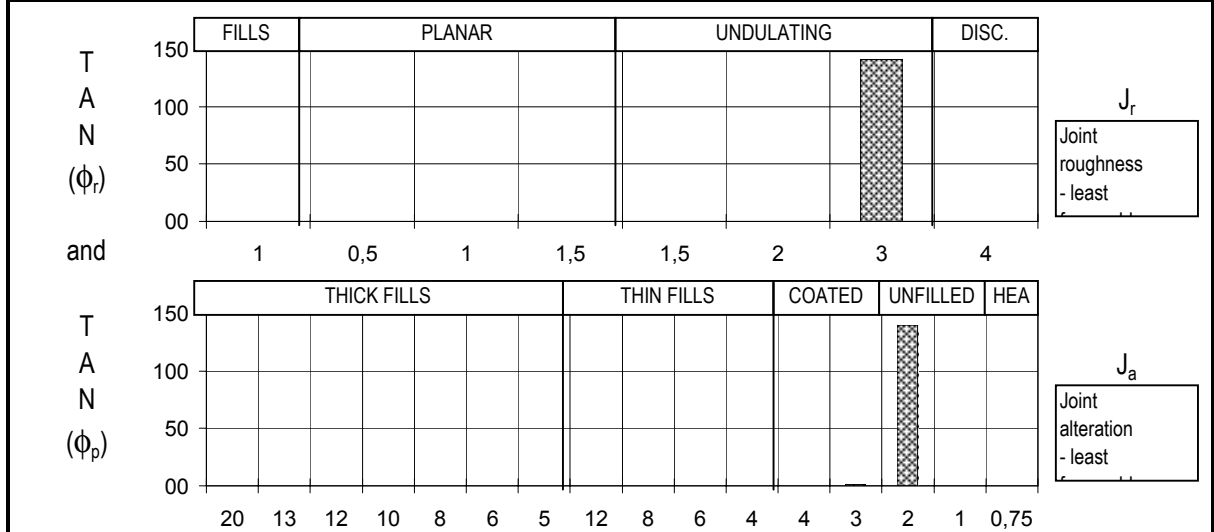 FILLS PLANAR UNDULATING DISC.
T
A
N
(ϕr)
150
100
50
00
Jr
Joint
roughness
- least
and 1 0,5 1 1,5 1,5 2 3 4
THICK FILLS THIN FILLS COATED UNFILLED HEA
T
A
N
(ϕp)
150
100
50
00
Ja
Joint
alteration
- least
20 13 12 10 8 6 5 12 8 6 4 4 3 2 1 0,75